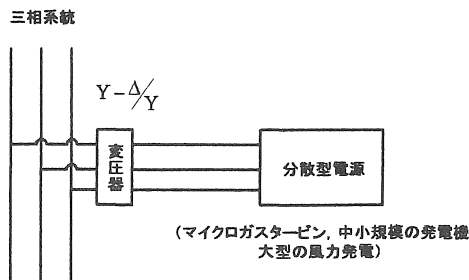 三相系統
Y－Δ/Y
変圧器
分散型電源
(マイクロガスタービン, 中小規模の発電機
大型の風力発電)